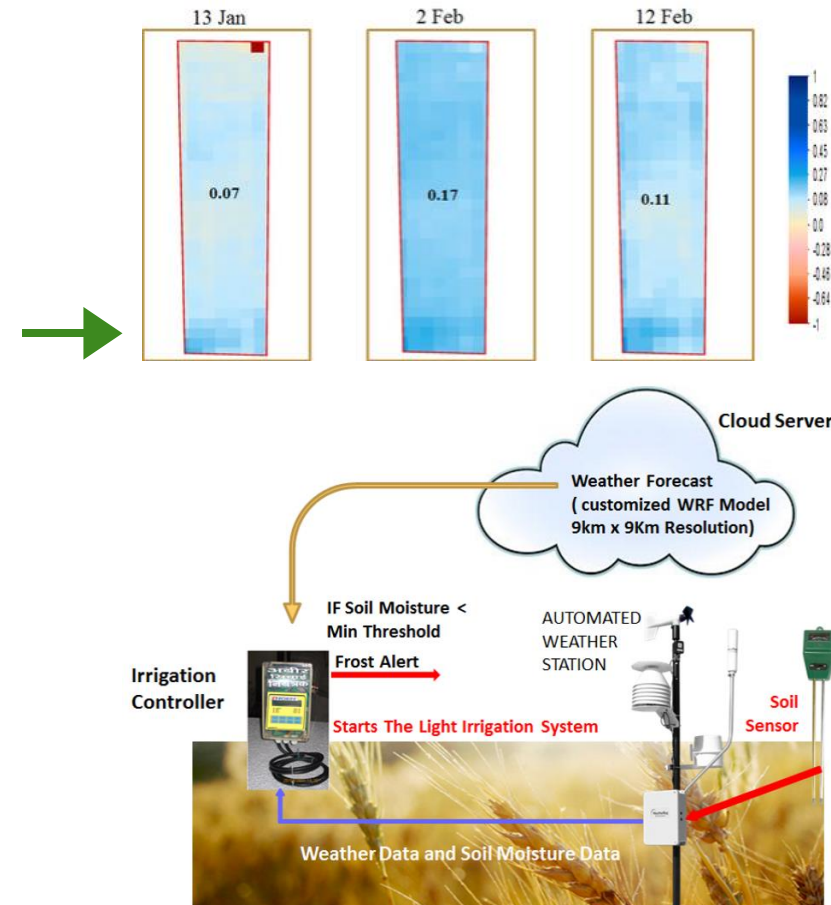 13 Jan
2 Feb
12 Feb
0.07
0.17
0.11
1
0.82
0.63
0.45
0.27
0.08
0.0
-0.28
-0.46
-0.64
-1
Cloud Server
Weather Forecast
( customized WRF Model
9km x 9Km Resolution)
IF Soil Moisture <
Min Threshold
Frost Alert
AUTOMATED
WEATHER
STATION
Irrigation
Controller
Starts The Light Irrigation System
Soil
Sensor
Weather Data and Soil Moisture Data